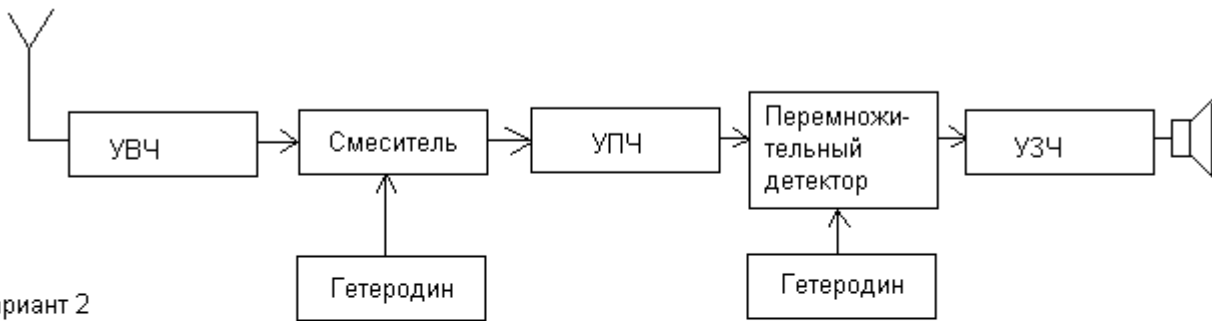 УВЧ
Смеситель
УПЧ
Перемножи-
тельный
детектор
УЗЧ
Гетеродин
Гетеродин
риант 2